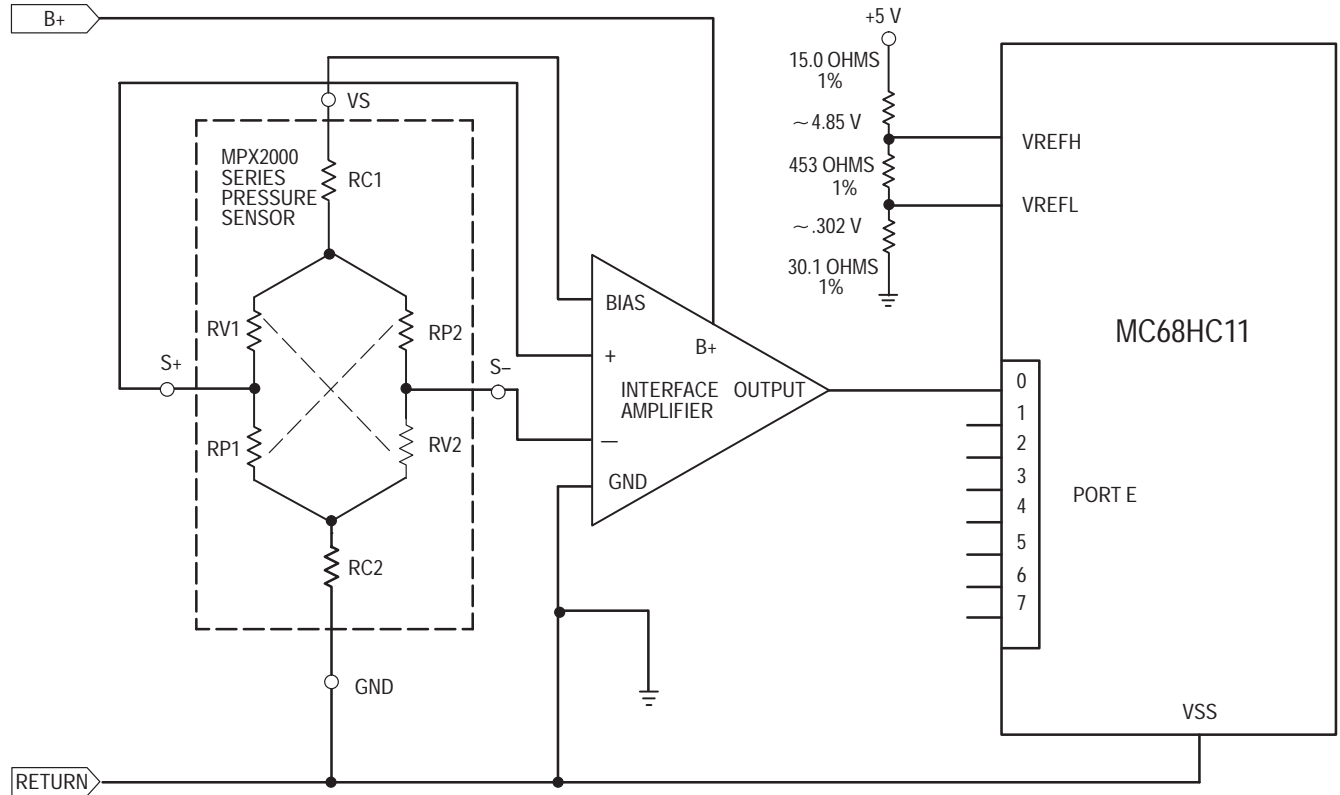 B+
+5 V
15.0 OHMS
1%
VS
~4.85 V
MPX2000
SERIES
PRESSURE
SENSOR
RC1
VREFH
453 OHMS
1%
VREFL
~.302 V
30.1 OHMS
1%
BIAS
RV1
RP2
MC68HC11
B+
+
S+
S–
INTERFACE
AMPLIFIER
OUTPUT
0
1
2
3
4
5
6
7
RP1
RV2
—
GND
PORT E
RC2
GND
VSS
RETURN